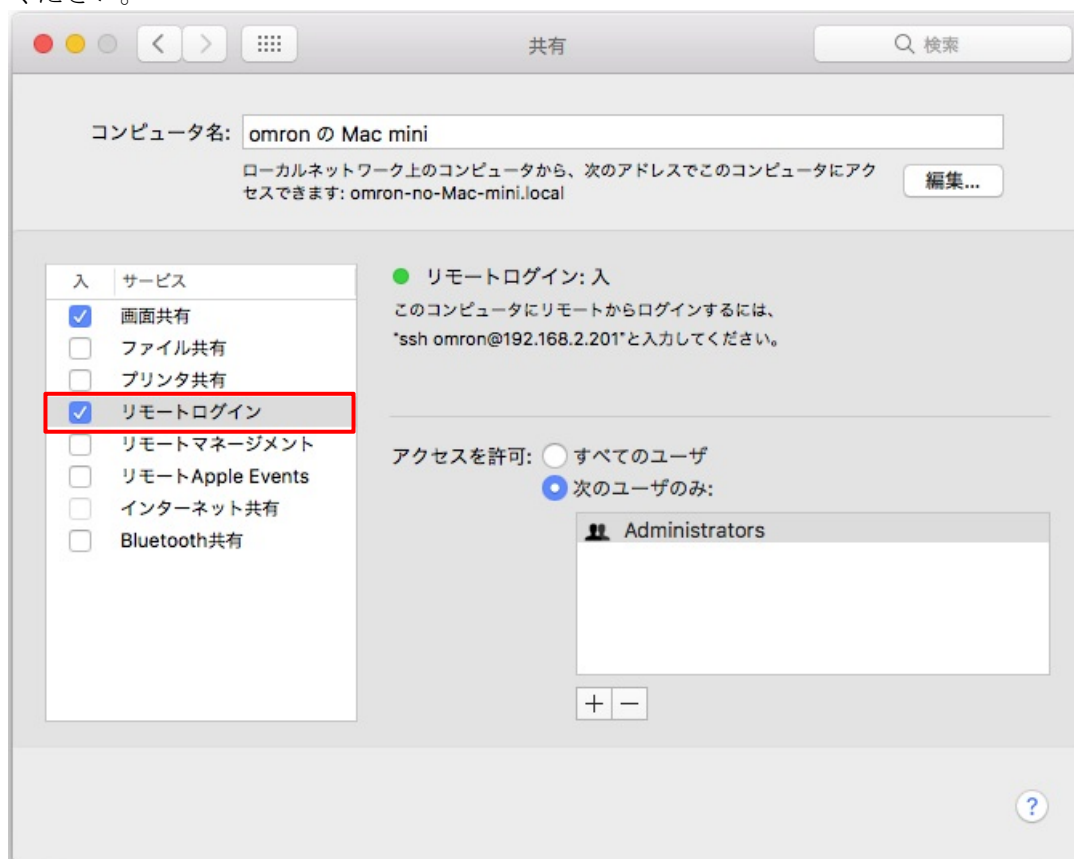 ください。
共有
検索
コンピュータ名: omron の Mac mini
ローカルネットワーク上のコンピュータから、次のアドレスでこのコンピュータにアク
セスできます: omron-no-Mac-mini.local
編集...
入 サービス
画面共有
ファイル共有
プリンタ共有
リモートログイン
リモートマネージメント
リモートApple Events
インターネット共有
Bluetooth共有
リモートログイン: 入
このコンピュータにリモートからログインするには、
"ssh omron@192.168.2.201"と入力してください。
アクセスを許可: すべてのユーザ
次のユーザのみ:
Administrators
+ −
?